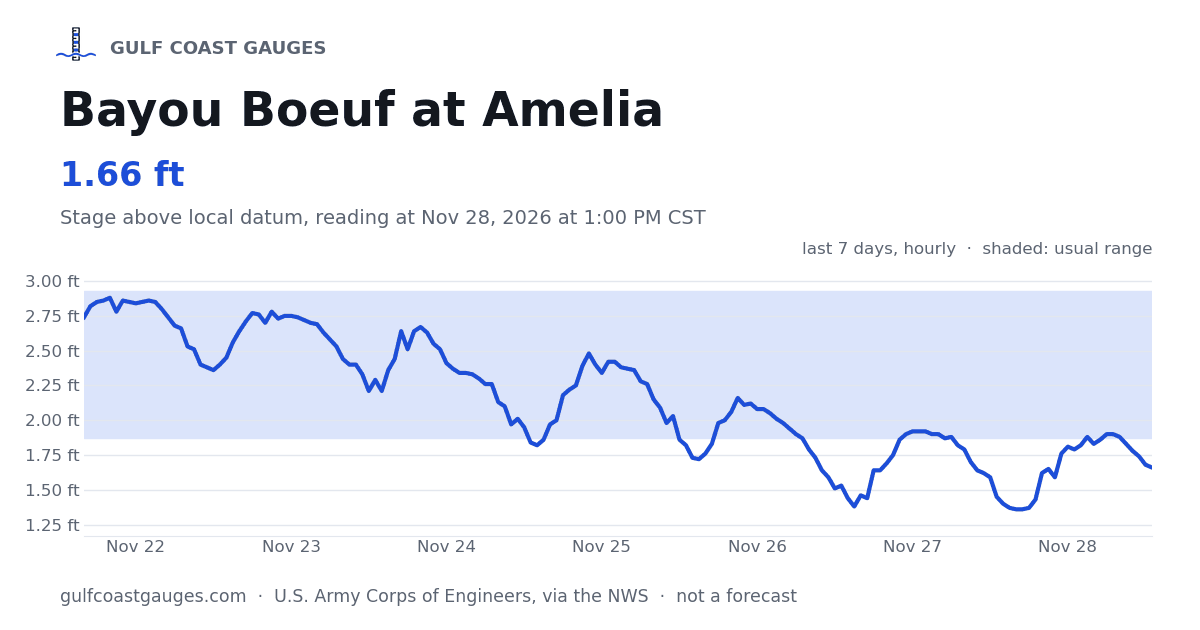 GULF COAST GAUGES
Bayou Boeuf at Amelia
1.66 ft
Stage above local datum, reading at Nov 28, 2026 at 1:00 PM CST
last 7 days, hourly · shaded: usual range
3.00 ft
2.75 ft
2.50 ft
2.25 ft
2.00 ft
1.75 ft
1.50 ft
1.25 ft
Nov 22 Nov 23 Nov 24 Nov 25 Nov 26 Nov 27 Nov 28
gulfcoastgauges.com · U.S. Army Corps of Engineers, via the NWS · not a forecast